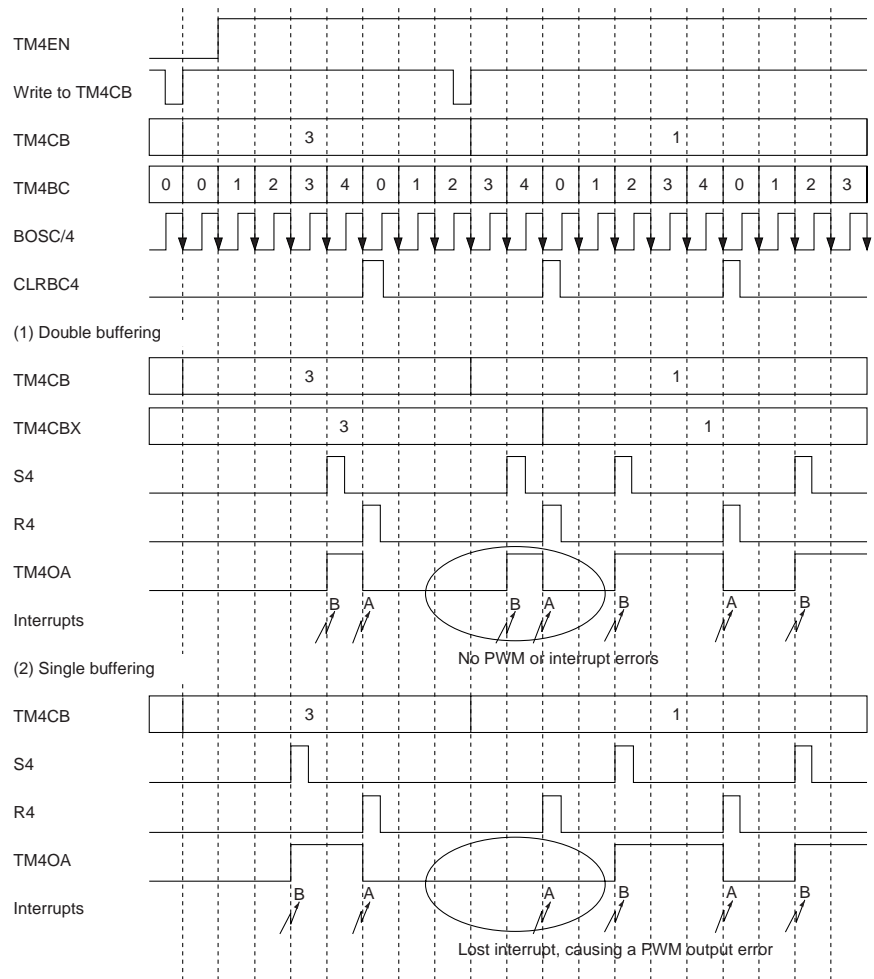 TM4EN
Write to TM4CB
TM4CB 3 1
TM4BC 0 0 1 2 3 4 0 1 2 3 4 0 1 2 3 4 0 1 2 3
BOSC/4
CLRBC4
(1) Double buffering
TM4CB 3 1
TM4CBX 3 1
S4
R4
TM4OA
B A B A B A B
Interrupts
No PWM or interrupt errors
(2) Single buffering
TM4CB 3 1
S4
R4
TM4OA
B A A B A B
Interrupts
Lost interrupt, causing a PWM output error